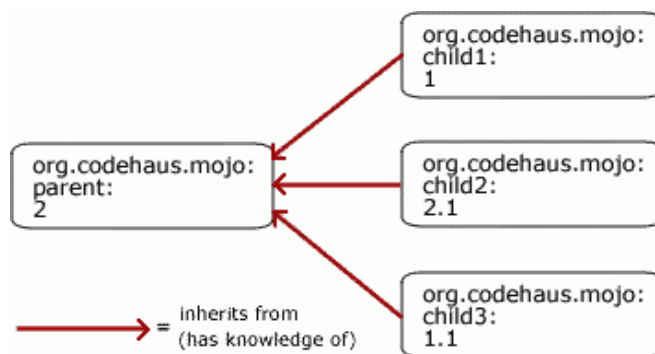 org.codehaus.mojo:
child1:
1
org.codehaus.mojo:
parent:
2
org.codehaus.mojo:
child2:
2.1
org.codehaus.mojo:
child3:
1.1
= inherits from
(has knowledge of)